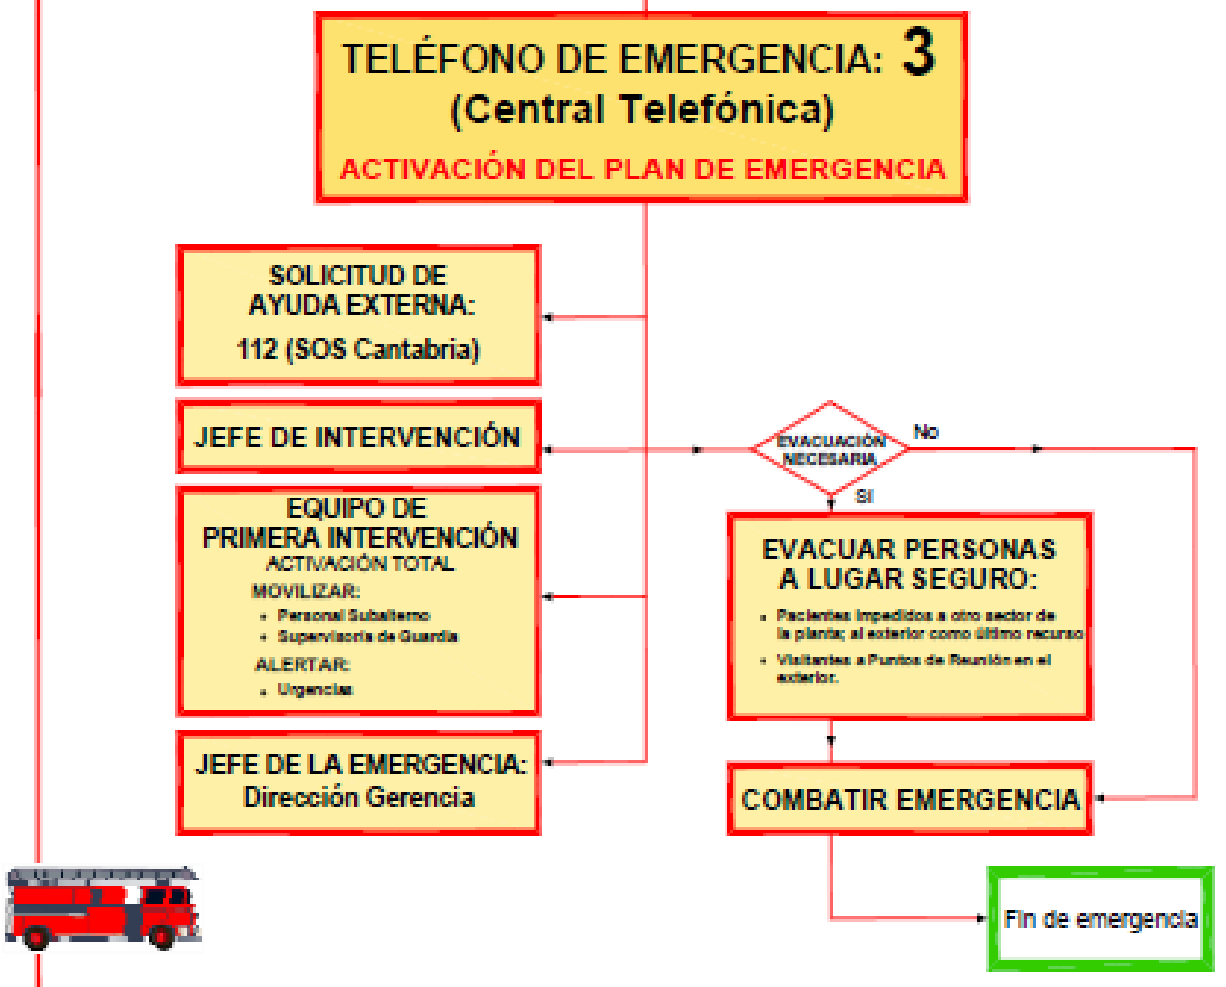 TELÉFONO DE EMERGENCIA: 3
(Central Telefónica)
ACTIVACIÓN DEL PLAN DE EMERGENCIA
SOLICITUD DE
AYUDA EXTERNA:
112 (SOS Cantabria)
JEFE DE INTERVENCIÓN
EQUIPO DE
PRIMERA INTERVENCIÓN
ACTIVACIÓN TOTAL
MOVILIZAR:
• Personal Subalterno
• Supervisor/a de Guardia
ALERTAR:
• Urgencias
JEFE DE LA EMERGENCIA:
Dirección Gerencia
EVACUACIÓN
NECESARIA
No
SI
EVACUAR PERSONAS
A LUGAR SEGURO:
• Pacientes impedidos a otro sector de
la planta; al exterior como último recurso
• Visitantes a Puntos de Reunión en el
exterior.
COMBATIR EMERGENCIA
Fin de emergencia